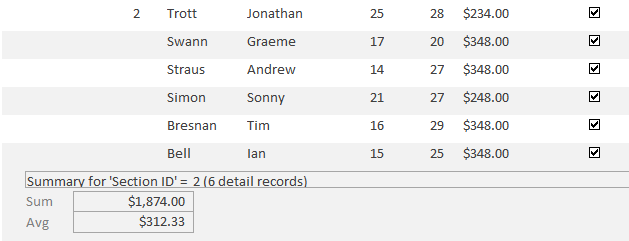 2 Trott Jonathan 25 28 $234.00
Swann Graeme 17 20 $348.00
Straus Andrew 14 27 $348.00
Simon Sonny 21 27 $248.00
Bresnan Tim 16 29 $348.00
Bell Ian 15 25 $348.00
Summary for 'Section ID' = 2 (6 detail records)
Sum $1,874.00
Avg $312.33